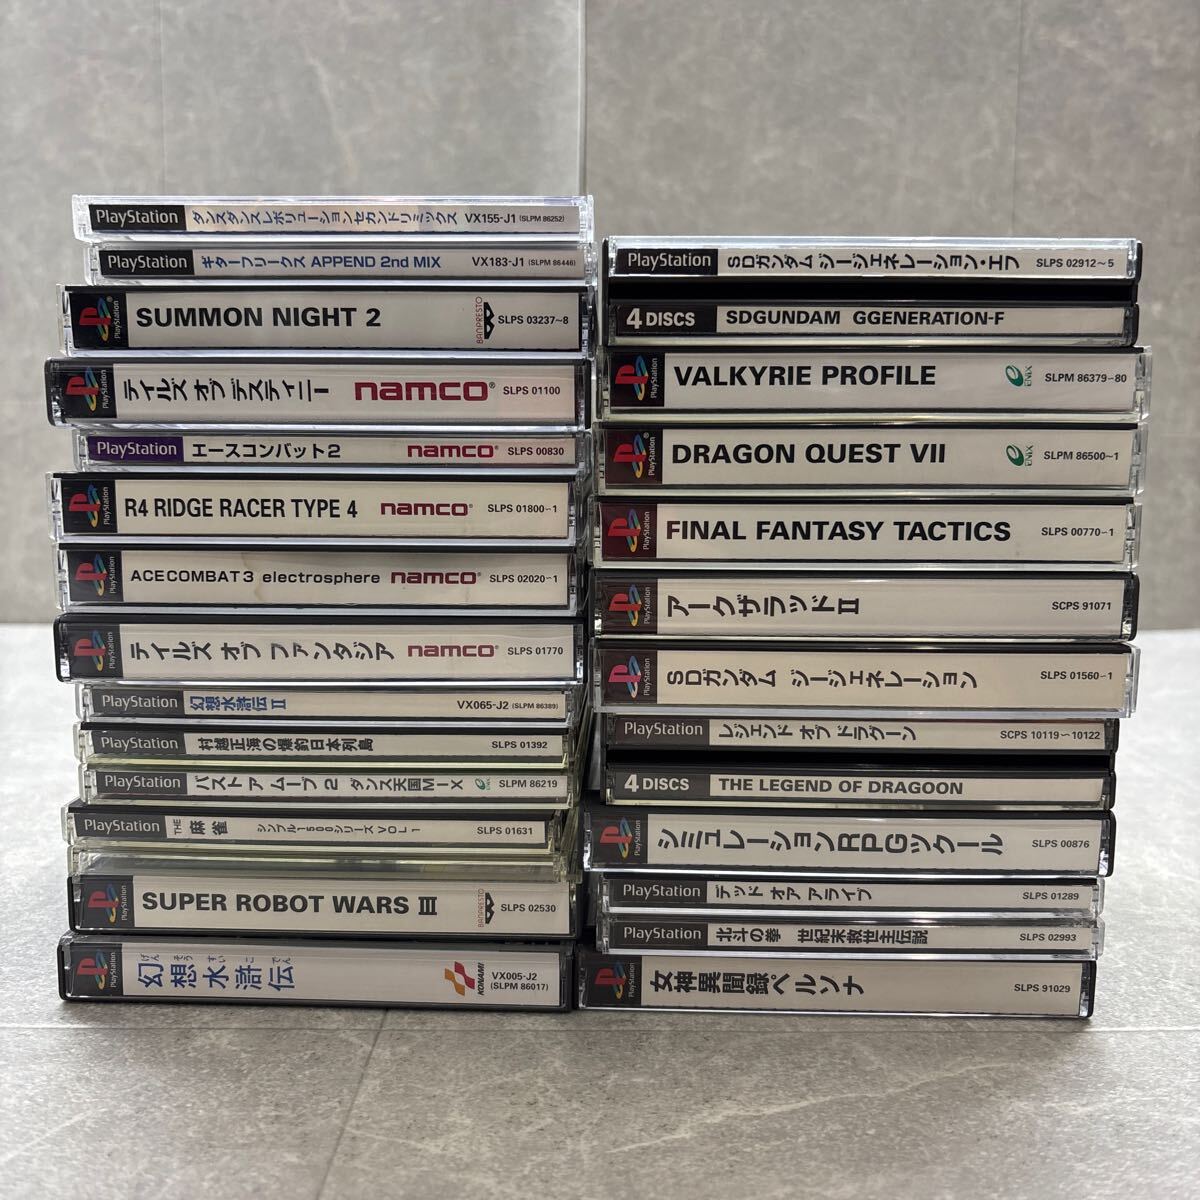 PlayStation ダンスダンスレボリューションセカンドリミックス VX155-J1 (SLPM 86252)
PlayStation ギターフリークス APPEND 2nd MIX VX183-J1 (SLPM 86446)
PlayStation SUMMON NIGHT 2 BANPRESTO SLPS 03237~8
PlayStation テイルズ オブ デスティニー namco® SLPS 01100
PlayStation エースコンバット2 namco® SLPS 00830
PlayStation R4 RIDGE RACER TYPE 4 namco® SLPS 01800~1
PlayStation ACECOMBAT3 electrosphere namco® SLPS 02020~1
PlayStation テイルズ オブ ファンタジア namco® SLPS 01770
PlayStation 幻想水滸伝II VX065-J2 (SLPM 86389)
PlayStation 村越正海の爆釣日本列島 SLPS 01392
PlayStation バスト ア ムーブ 2 ダンス天国MIX ENIX SLPM 86219
PlayStation THE 麻雀 シンプル1500シリーズ VOL1 SLPS 01631
PlayStation SUPER ROBOT WARS III BANPRESTO SLPS 02530
げん そう すい こ でん
PlayStation 幻想水滸伝 KONAMI VX005-J2
(SLPM 86017)
PlayStation SDガンダム ジージェネレーション・エフ SLPS 02912~5
4 DISCS SDGUNDAM GGENERATION-F
PlayStation VALKYRIE PROFILE ENIX SLPM 86379~80
PlayStation DRAGON QUEST VII ENIX SLPM 86500~1
PlayStation FINAL FANTASY TACTICS SLPS 00770~1
PlayStation アークザラッドII SCPS 91071
PlayStation SDガンダム ジージェネレーション SLPS 01560~1
PlayStation レジェンド オブ ドラグーン SCPS 10119~10122
4 DISCS THE LEGEND OF DRAGOON
PlayStation シミュレーションRPGツクール SLPS 00876
PlayStation デッド オア アライブ SLPS 01289
PlayStation 北斗の拳 世紀末救世主伝説 SLPS 02993
PlayStation 女神異聞録ペルソナ SLPS 91029